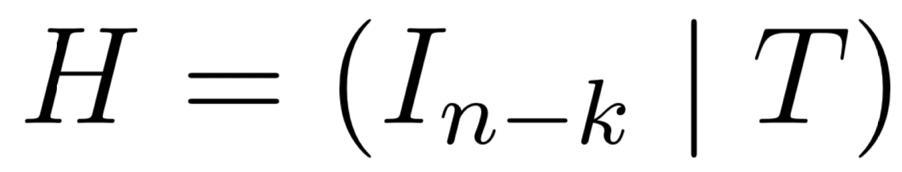 H = (I_{n−k} | T)